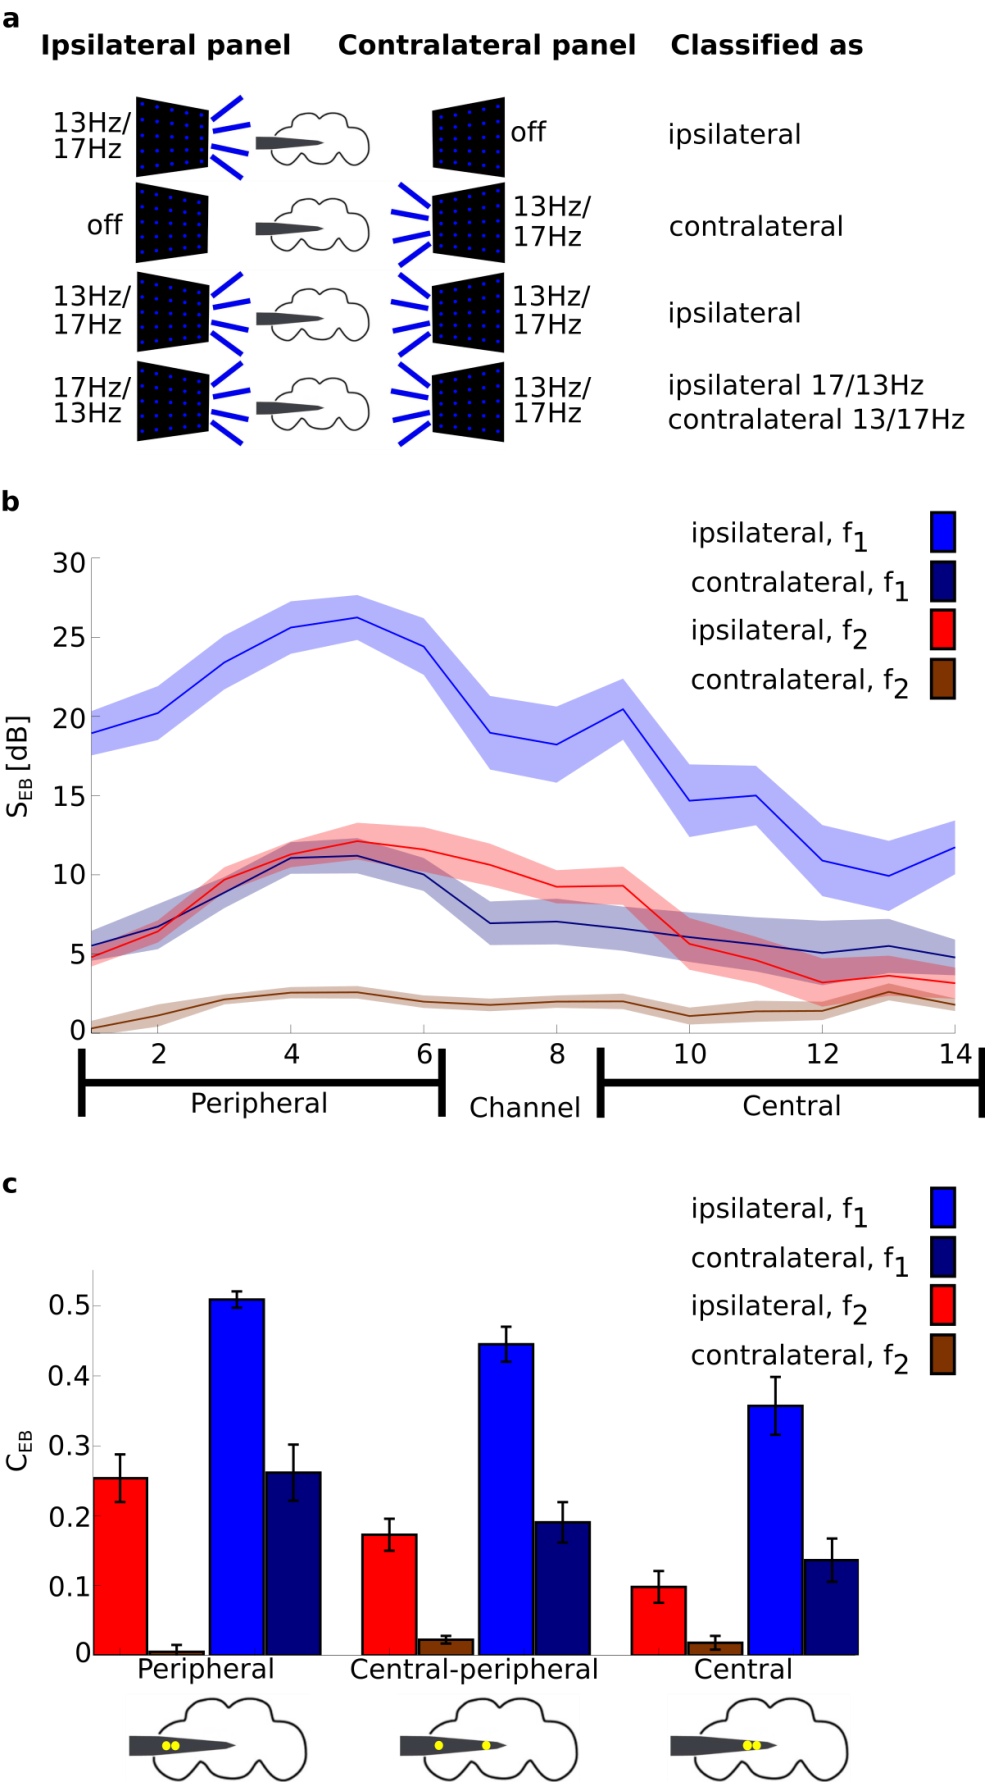 a
Ipsilateral panel Contralateral panel Classified as
13Hz/
17Hz
off
ipsilateral
off
13Hz/
17Hz
contralateral
13Hz/
17Hz
13Hz/
17Hz
ipsilateral
17Hz/
13Hz
13Hz/
17Hz
ipsilateral 17/13Hz
contralateral 13/17Hz
b
ipsilateral, f1
contralateral, f1
ipsilateral, f2
contralateral, f2
SEB [dB]
30
25
20
15
10
5
0
2 4 6 8 10 12 14
Peripheral Channel Central
c
ipsilateral, f1
contralateral, f1
ipsilateral, f2
contralateral, f2
CEB
0.5
0.4
0.3
0.2
0.1
0
Peripheral Central-peripheral Central